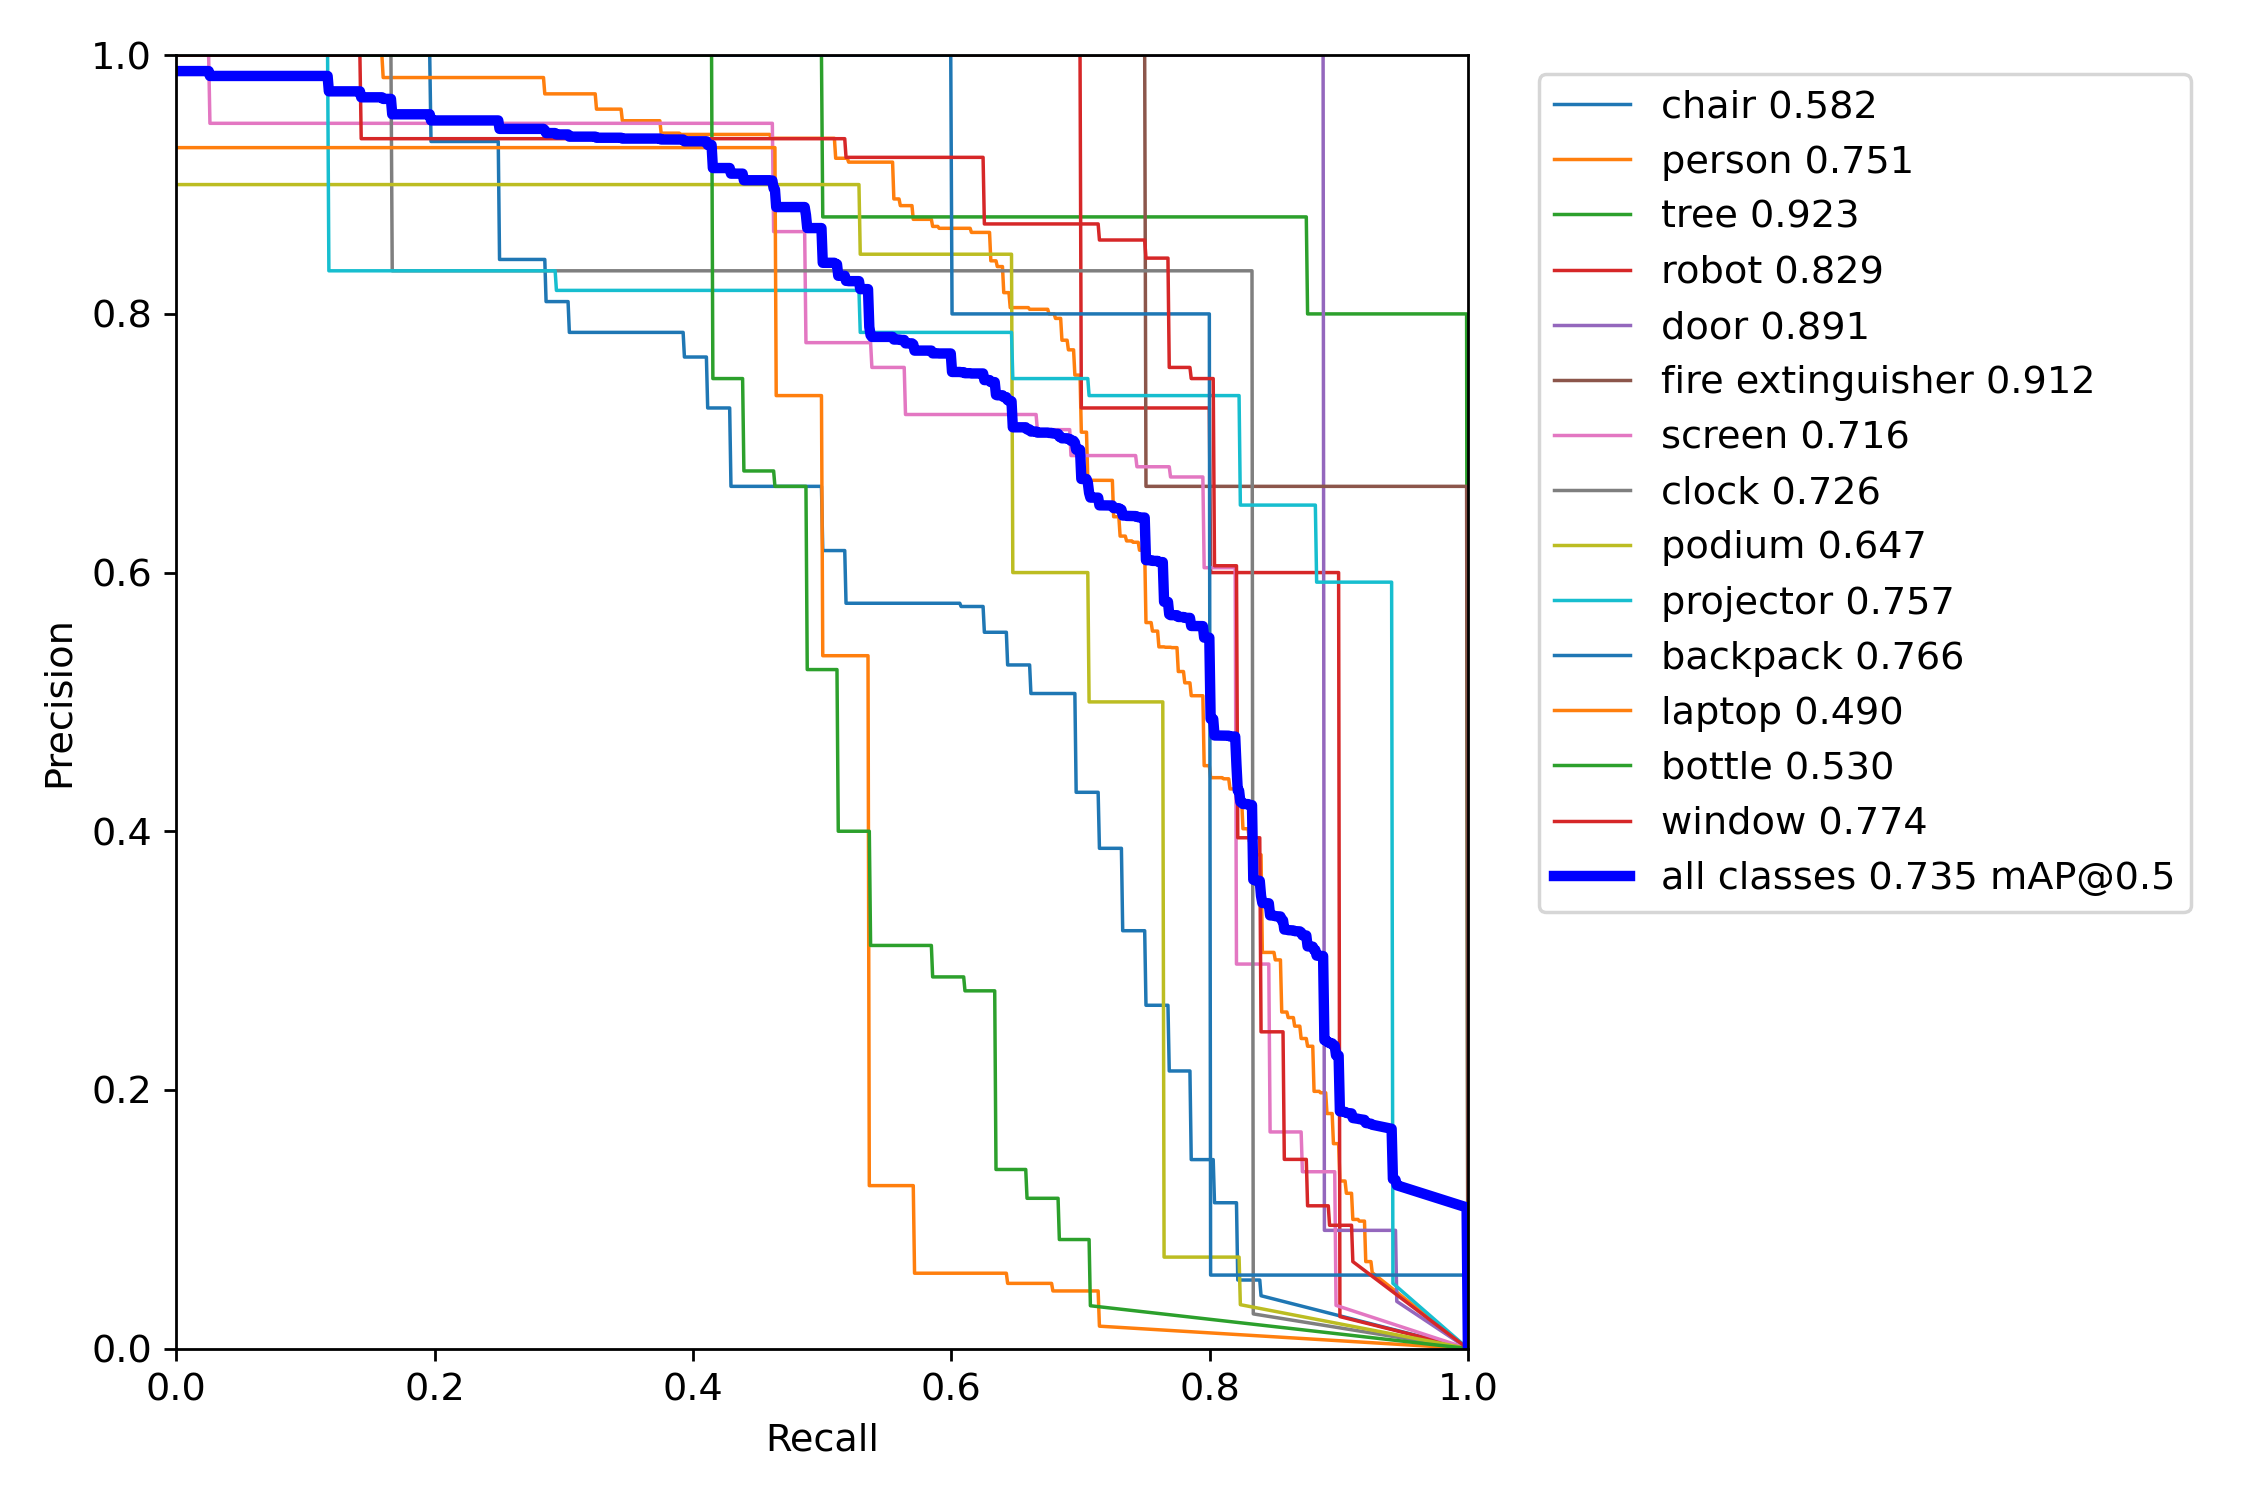 1.0
0.8
0.6
0.4
0.2
0.0
Precision
0.0 0.2 0.4 0.6 0.8 1.0
Recall
chair 0.582
person 0.751
tree 0.923
robot 0.829
door 0.891
fire extinguisher 0.912
screen 0.716
clock 0.726
podium 0.647
projector 0.757
backpack 0.766
laptop 0.490
bottle 0.530
window 0.774
all classes 0.735 mAP@0.5